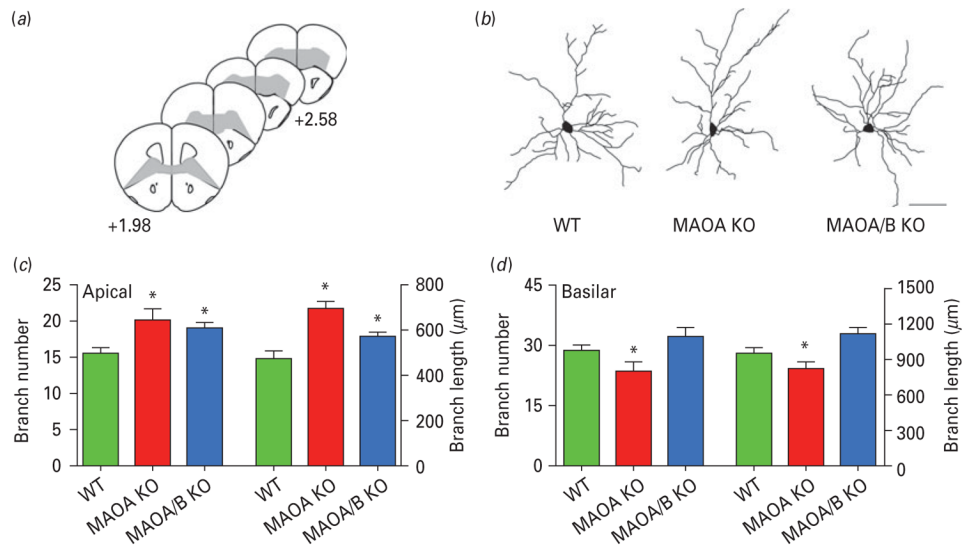 (a)
+2.58
+1.98
(b)
WT MAOA KO MAOA/B KO
(c)
Apical
Branch number
25
20
15
10
5
0
800
600
400
200
0
Branch length (μm)
* * * *
WT MAOA KO MAOA/B KO WT MAOA KO MAOA/B KO
(d)
Basilar
Branch number
45
30
15
0
1500
1200
900
600
300
0
Branch length (μm)
* *
WT MAOA KO MAOA/B KO WT MAOA KO MAOA/B KO